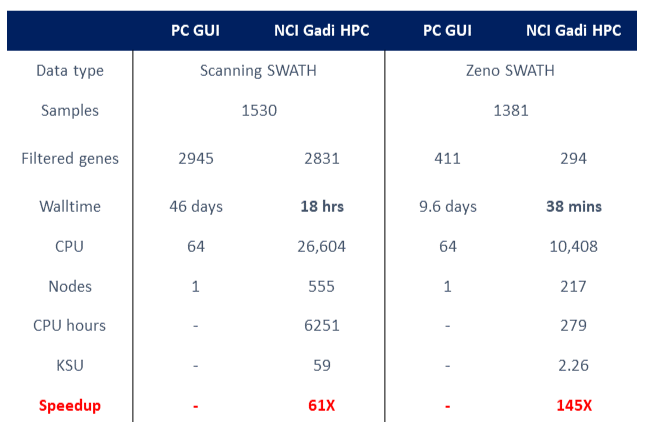 PC GUI NCI Gadi HPC PC GUI NCI Gadi HPC
Data type Scanning SWATH Zeno SWATH
Samples 1530 1381
Filtered genes 2945 2831 411 294
Walltime 46 days 18 hrs 9.6 days 38 mins
CPU 64 26,604 64 10,408
Nodes 1 555 1 217
CPU hours - 6251 - 279
KSU - 59 - 2.26
Speedup - 61X - 145X